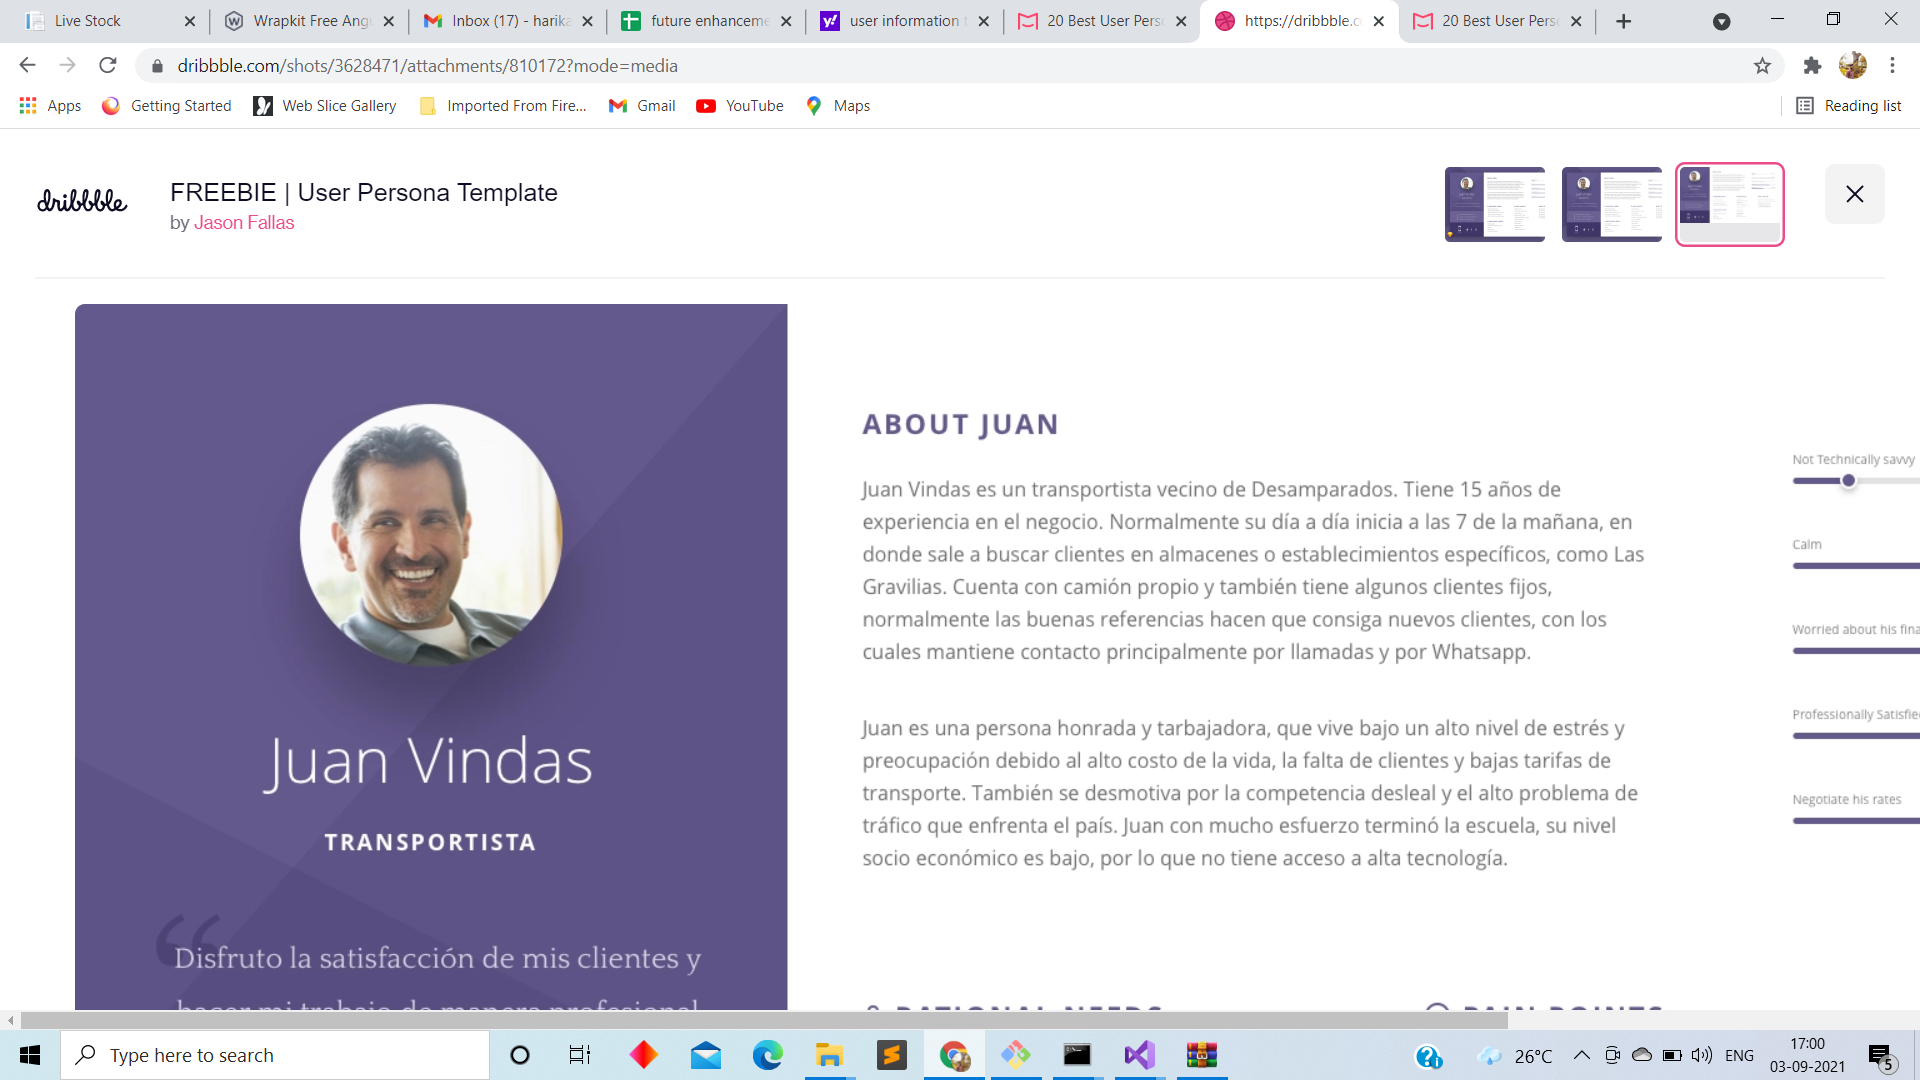 Live Stock
Wrapkit Free Ang
Inbox (17) - harika
future enhanceme
user information
20 Best User Pers
https://dribbble.c
20 Best User Pers
dribbble.com/shots/3628471/attachments/810172?mode=media
Apps
Getting Started
Web Slice Gallery
Imported From Fire...
Gmail
YouTube
Maps
Reading list
dribbble
FREEBIE | User Persona Template
by Jason Fallas
Juan Vindas
TRANSPORTISTA
“
Disfruto la satisfacción de mis clientes y
hacer mi trabajo de manera profesional
ABOUT JUAN
Juan Vindas es un transportista vecino de Desamparados. Tiene 15 años de
experiencia en el negocio. Normalmente su día a día inicia a las 7 de la mañana, en
donde sale a buscar clientes en almacenes o establecimientos específicos, como Las
Gravilias. Cuenta con camión propio y también tiene algunos clientes fijos,
normalmente las buenas referencias hacen que consiga nuevos clientes, con los
cuales mantiene contacto principalmente por llamadas y por Whatsapp.
Juan es una persona honrada y tarbajadora, que vive bajo un alto nivel de estrés y
preocupación debido al alto costo de la vida, la falta de clientes y bajas tarifas de
transporte. También se desmotiva por la competencia desleal y el alto problema de
tráfico que enfrenta el país. Juan con mucho esfuerzo terminó la escuela, su nivel
socio económico es bajo, por lo que no tiene acceso a alta tecnología.
RATIONAL NEEDS
PAIN POINTS
Not Technically savvy
Calm
Worried about his fina
Professionally Satisfie
Negotiate his rates
Type here to search
26°C
ENG
17:00
03-09-2021
5